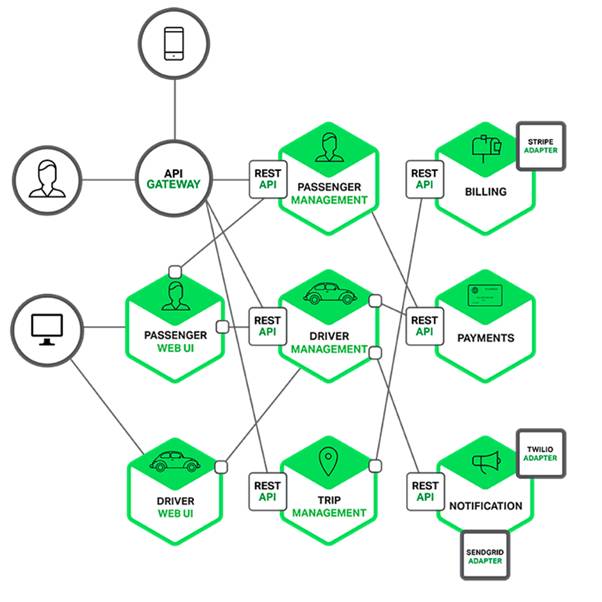 API
GATEWAY
REST
API
PASSENGER
MANAGEMENT
REST
API
BILLING
STRIPE
ADAPTER
PASSENGER
WEB UI
REST
API
DRIVER
MANAGEMENT
REST
API
PAYMENTS
DRIVER
WEB UI
REST
API
TRIP
MANAGEMENT
REST
API
NOTIFICATION
TWILIO
ADAPTER
SENDGRID
ADAPTER